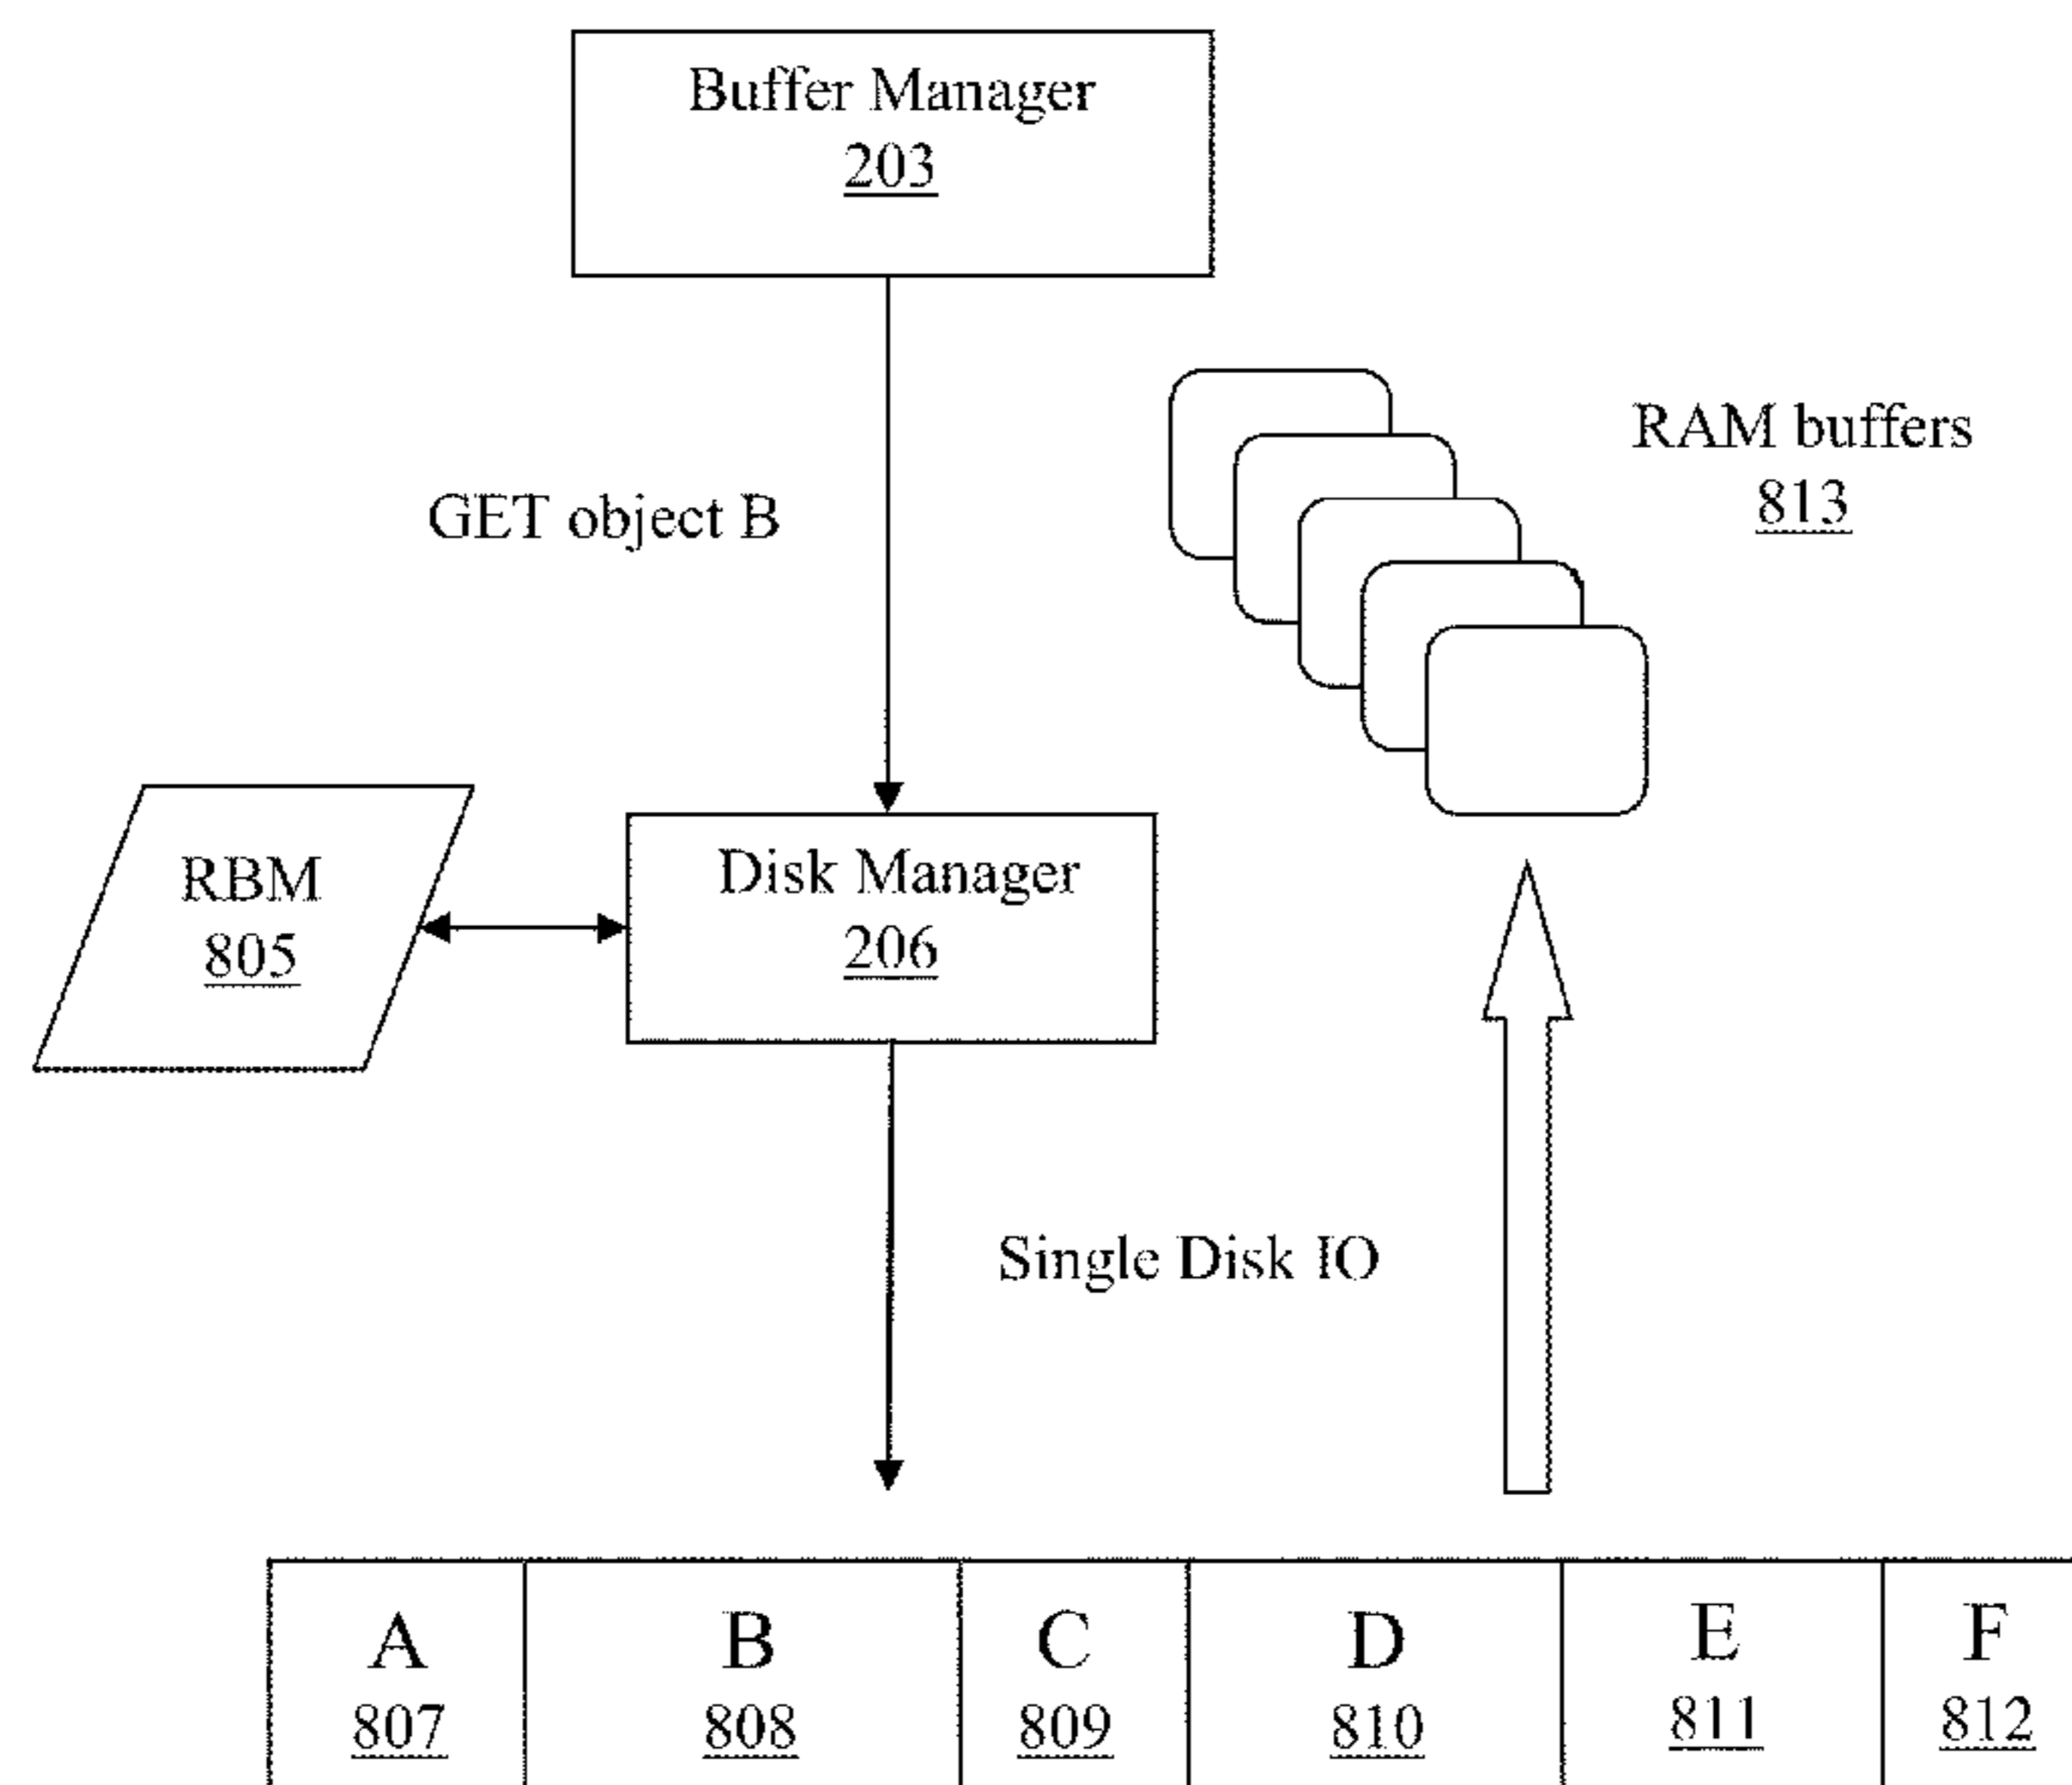 Buffer Manager
203
RAM buffers
813
GET object B
RBM
805
Disk Manager
206
Single Disk IO
A
807
B
808
C
809
D
810
E
811
F
812